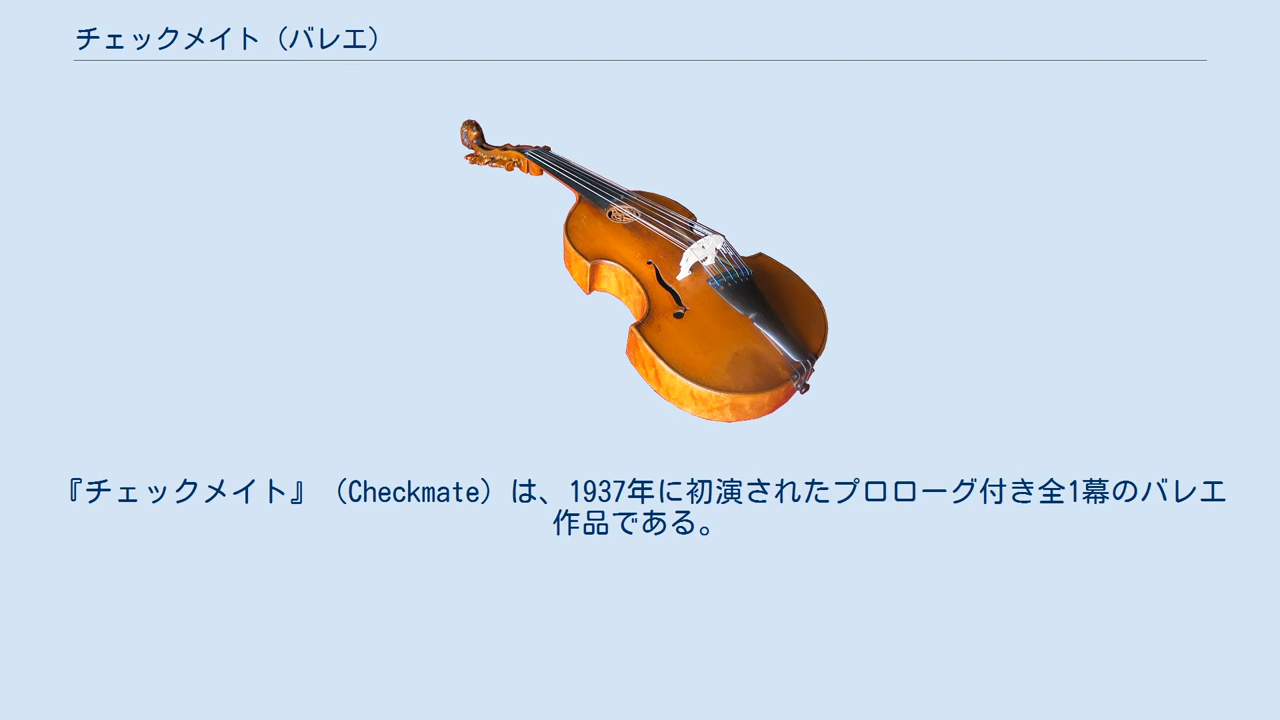 チェックメイト（バレエ）
『チェックメイト』（Checkmate）は、1937年に初演されたプロローグ付き全1幕のバレエ
作品である。